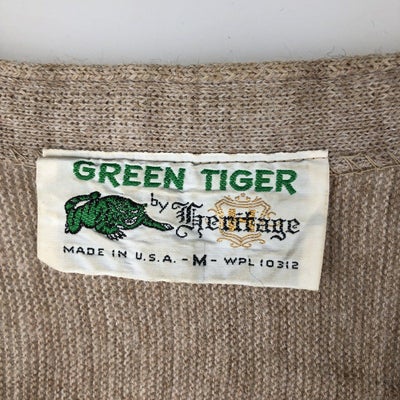 GREEN TIGER
by Heritage
H
MADE IN U.S.A. - M - WPL 10312